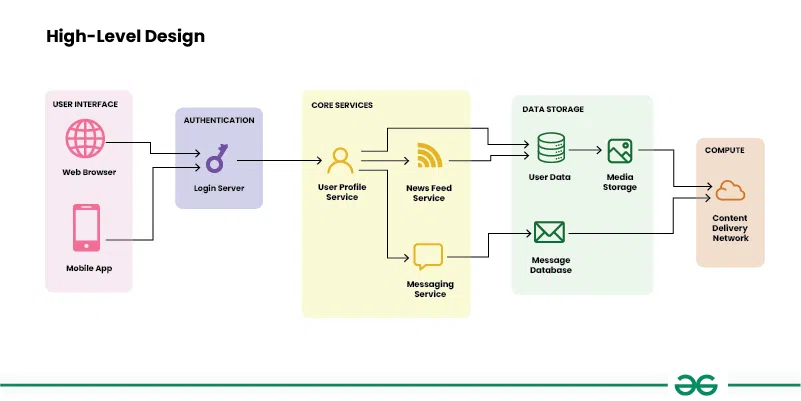 High-Level Design
USER INTERFACE
Web Browser
Mobile App
AUTHENTICATION
Login Server
CORE SERVICES
User Profile
Service
News Feed
Service
Messaging
Service
DATA STORAGE
User Data
Media
Storage
Message
Database
COMPUTE
Content
Delivery
Network